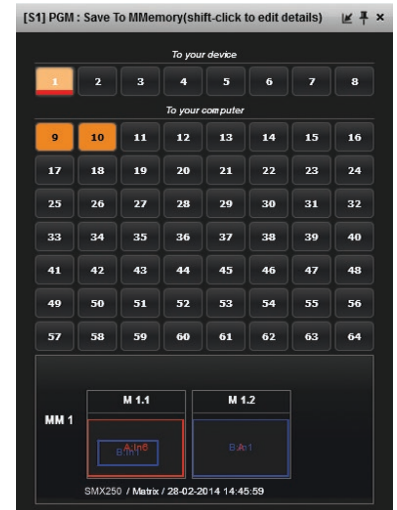 [S1] PGM : Save To MMemory(shift-click to edit details)
To your device
1 2 3 4 5 6 7 8
To your computer
9 10 11 12 13 14 15 16
17 18 19 20 21 22 23 24
25 26 27 28 29 30 31 32
33 34 35 36 37 38 39 40
41 42 43 44 45 46 47 48
49 50 51 52 53 54 55 56
57 58 59 60 61 62 63 64
M 1.1 M 1.2
MM 1
A:In6
B:In1
SMX250 / Matrix / 28-02-2014 14:45:59